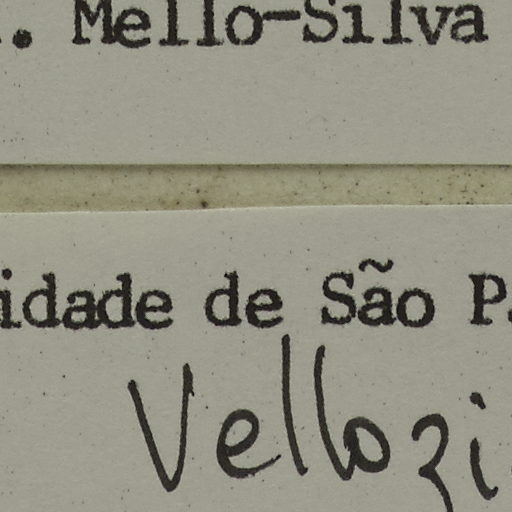 . Mello-Silva
idade de São P
Vellozi